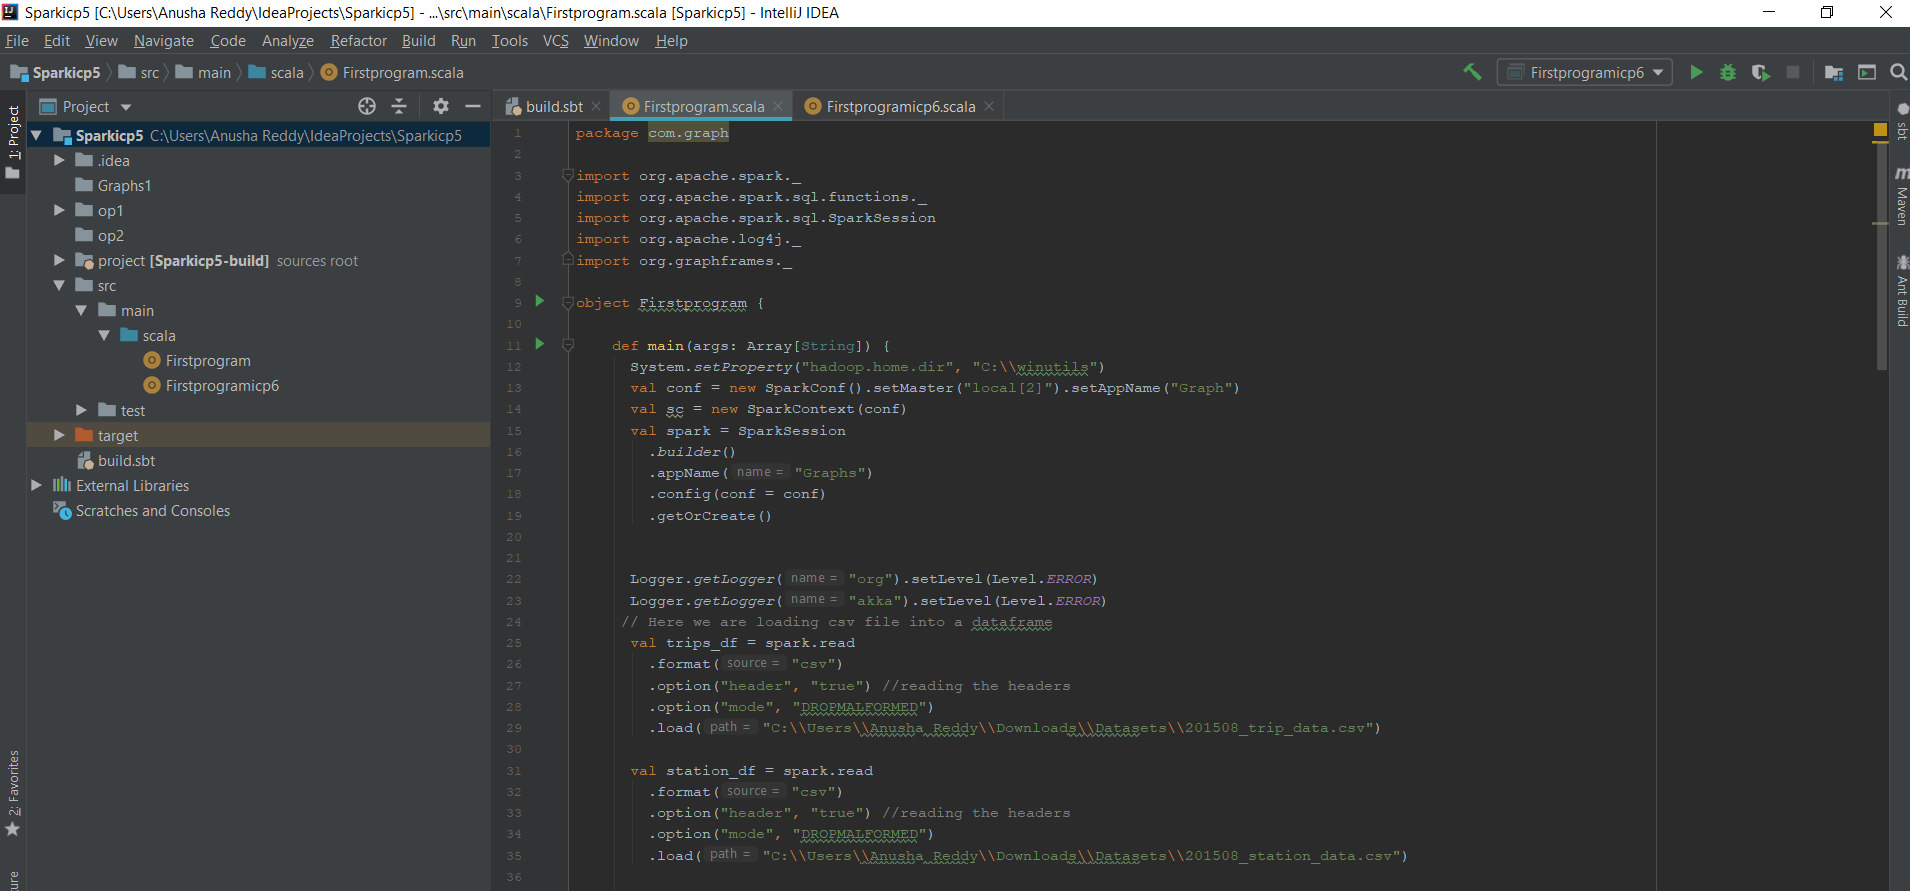 Sparkicp5 [C:\Users\Anusha Reddy\IdeaProjects\Sparkicp5] - ...\src\main\scala\Firstprogram.scala [Sparkicp5] - IntelliJ IDEA
File Edit View Navigate Code Analyze Refactor Build Run Tools VCS Window Help
Sparkicp5 src main scala Firstprogram.scala Firstprogramicp6
Project build.sbt Firstprogram.scala Firstprogramicp6.scala
1: Project
Sparkicp5 C:\Users\Anusha Reddy\IdeaProjects\Sparkicp5
.idea
Graphs1
op1
op2
project [Sparkicp5-build] sources root
src
main
scala
Firstprogram
Firstprogramicp6
test
target
build.sbt
External Libraries
Scratches and Consoles
2: Favorites
1 package com.graph
2
3 import org.apache.spark._
4 import org.apache.spark.sql.functions._
5 import org.apache.spark.sql.SparkSession
6 import org.apache.log4j._
7 import org.graphframes._
8
9 object Firstprogram {
10
11 def main(args: Array[String]) {
12 System.setProperty("hadoop.home.dir", "C:\\winutils")
13 val conf = new SparkConf().setMaster("local[2]").setAppName("Graph")
14 val sc = new SparkContext(conf)
15 val spark = SparkSession
16 .builder()
17 .appName( name = "Graphs")
18 .config(conf = conf)
19 .getOrCreate()
20
21
22 Logger.getLogger( name = "org").setLevel(Level.ERROR)
23 Logger.getLogger( name = "akka").setLevel(Level.ERROR)
24 // Here we are loading csv file into a dataframe
25 val trips_df = spark.read
26 .format( source = "csv")
27 .option("header", "true") //reading the headers
28 .option("mode", "DROPMALFORMED")
29 .load( path = "C:\\Users\\Anusha Reddy\\Downloads\\Datasets\\201508_trip_data.csv")
30
31 val station_df = spark.read
32 .format( source = "csv")
33 .option("header", "true") //reading the headers
34 .option("mode", "DROPMALFORMED")
35 .load( path = "C:\\Users\\Anusha Reddy\\Downloads\\Datasets\\201508_station_data.csv")
36
sbt
Maven
Ant Build